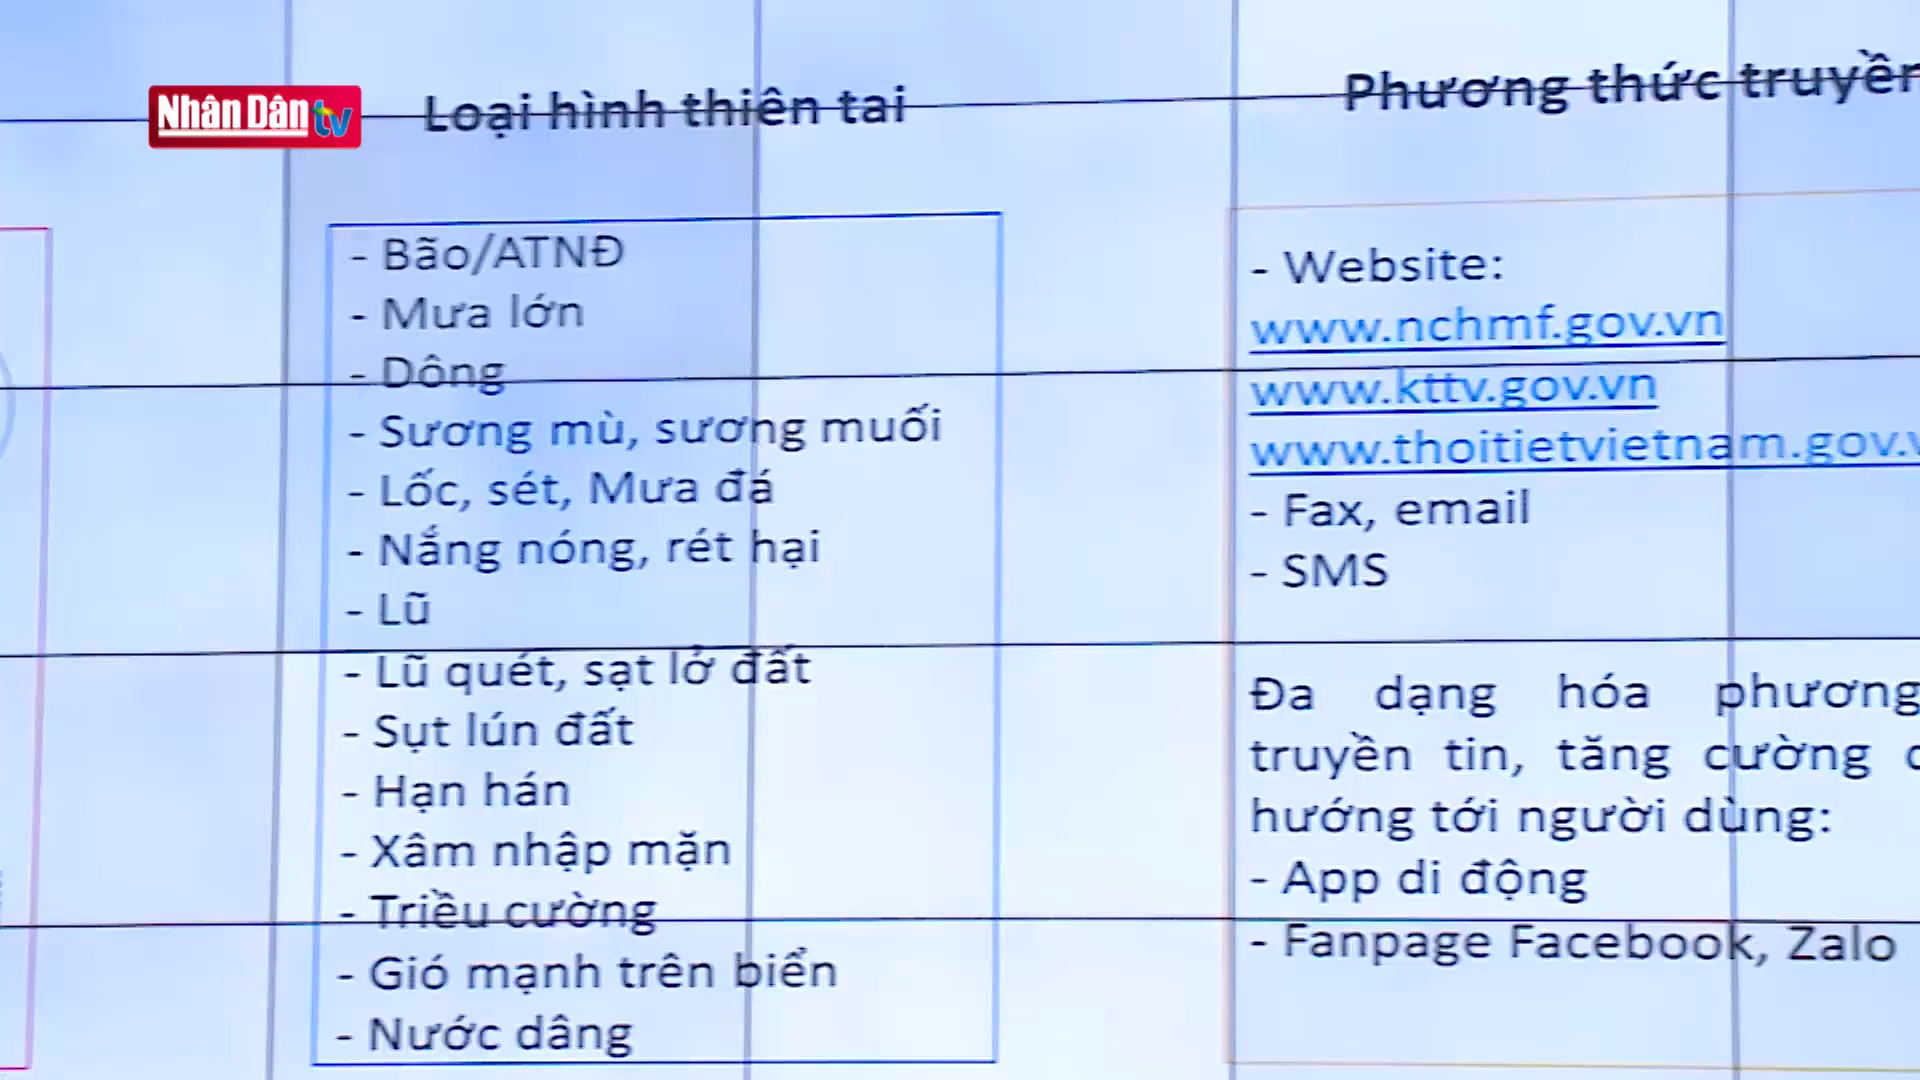 Nhân Dân tv
Loại hình thiên tai
- Bão/ATNĐ
- Mưa lớn
- Dông
- Sương mù, sương muối
- Lốc, sét, Mưa đá
- Nắng nóng, rét hại
- Lũ
- Lũ quét, sạt lở đất
- Sụt lún đất
- Hạn hán
- Xâm nhập mặn
- Triều cường
- Gió mạnh trên biển
- Nước dâng
Phương thức truyền
- Website:
www.nchmf.gov.vn
www.kttv.gov.vn
www.thoitietvietnam.gov.v
- Fax, email
- SMS
Đa dạng hóa phương
truyền tin, tăng cường
hướng tới người dùng:
- App di động
- Fanpage Facebook, Zalo